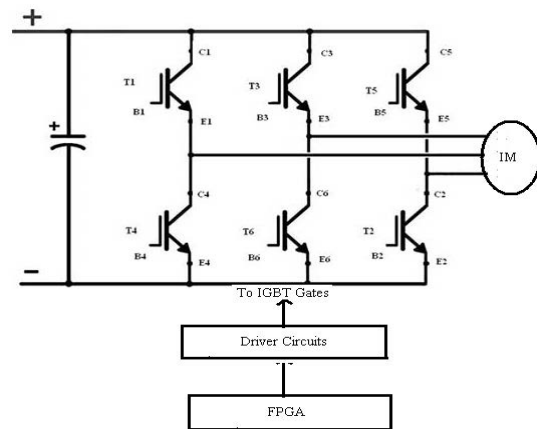 +
C1 C3 C5
T1 T3 T5
B1 B3 B5
E1 E3 E5
+
IM
C4 C6 C2
T4 T6 T2
B4 B6 B2
E4 E6 E2
−
To IGBT Gates
Driver Circuits
FPGA